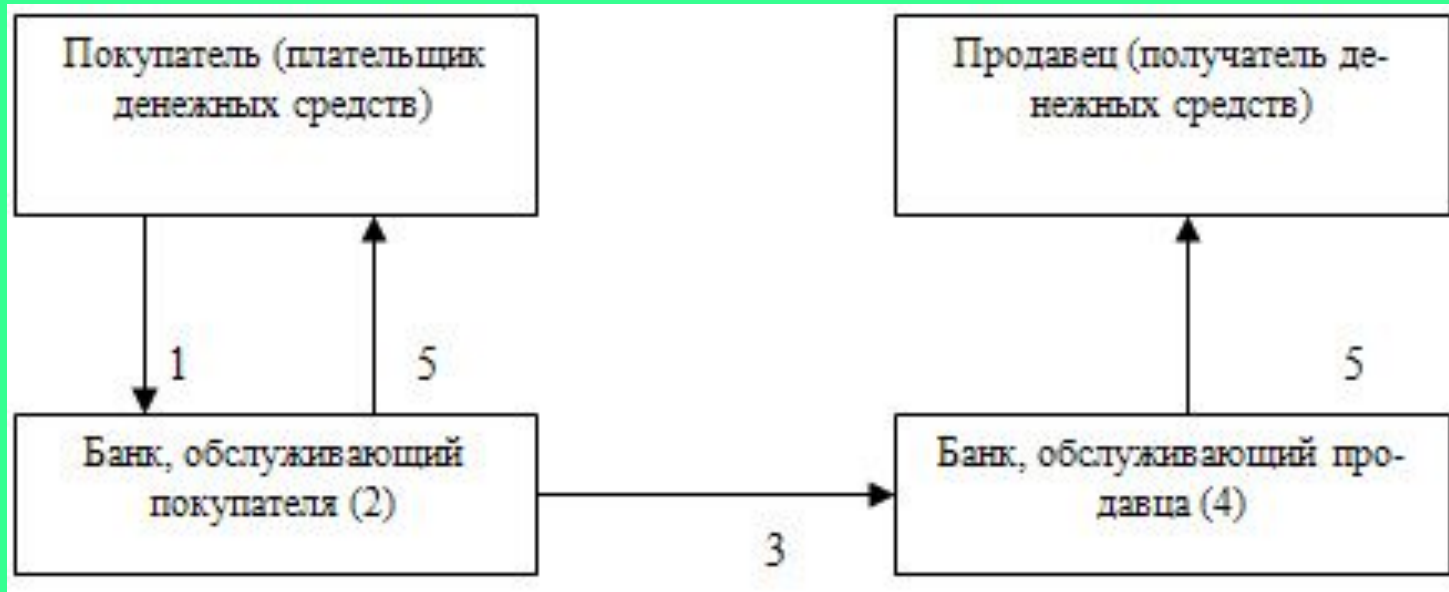 Покупатель (плательщик
денежных средств)
Продавец (получатель де-
нежных средств)
1
5
5
Банк, обслуживающий
покупателя (2)
3
Банк, обслуживающий про-
давца (4)